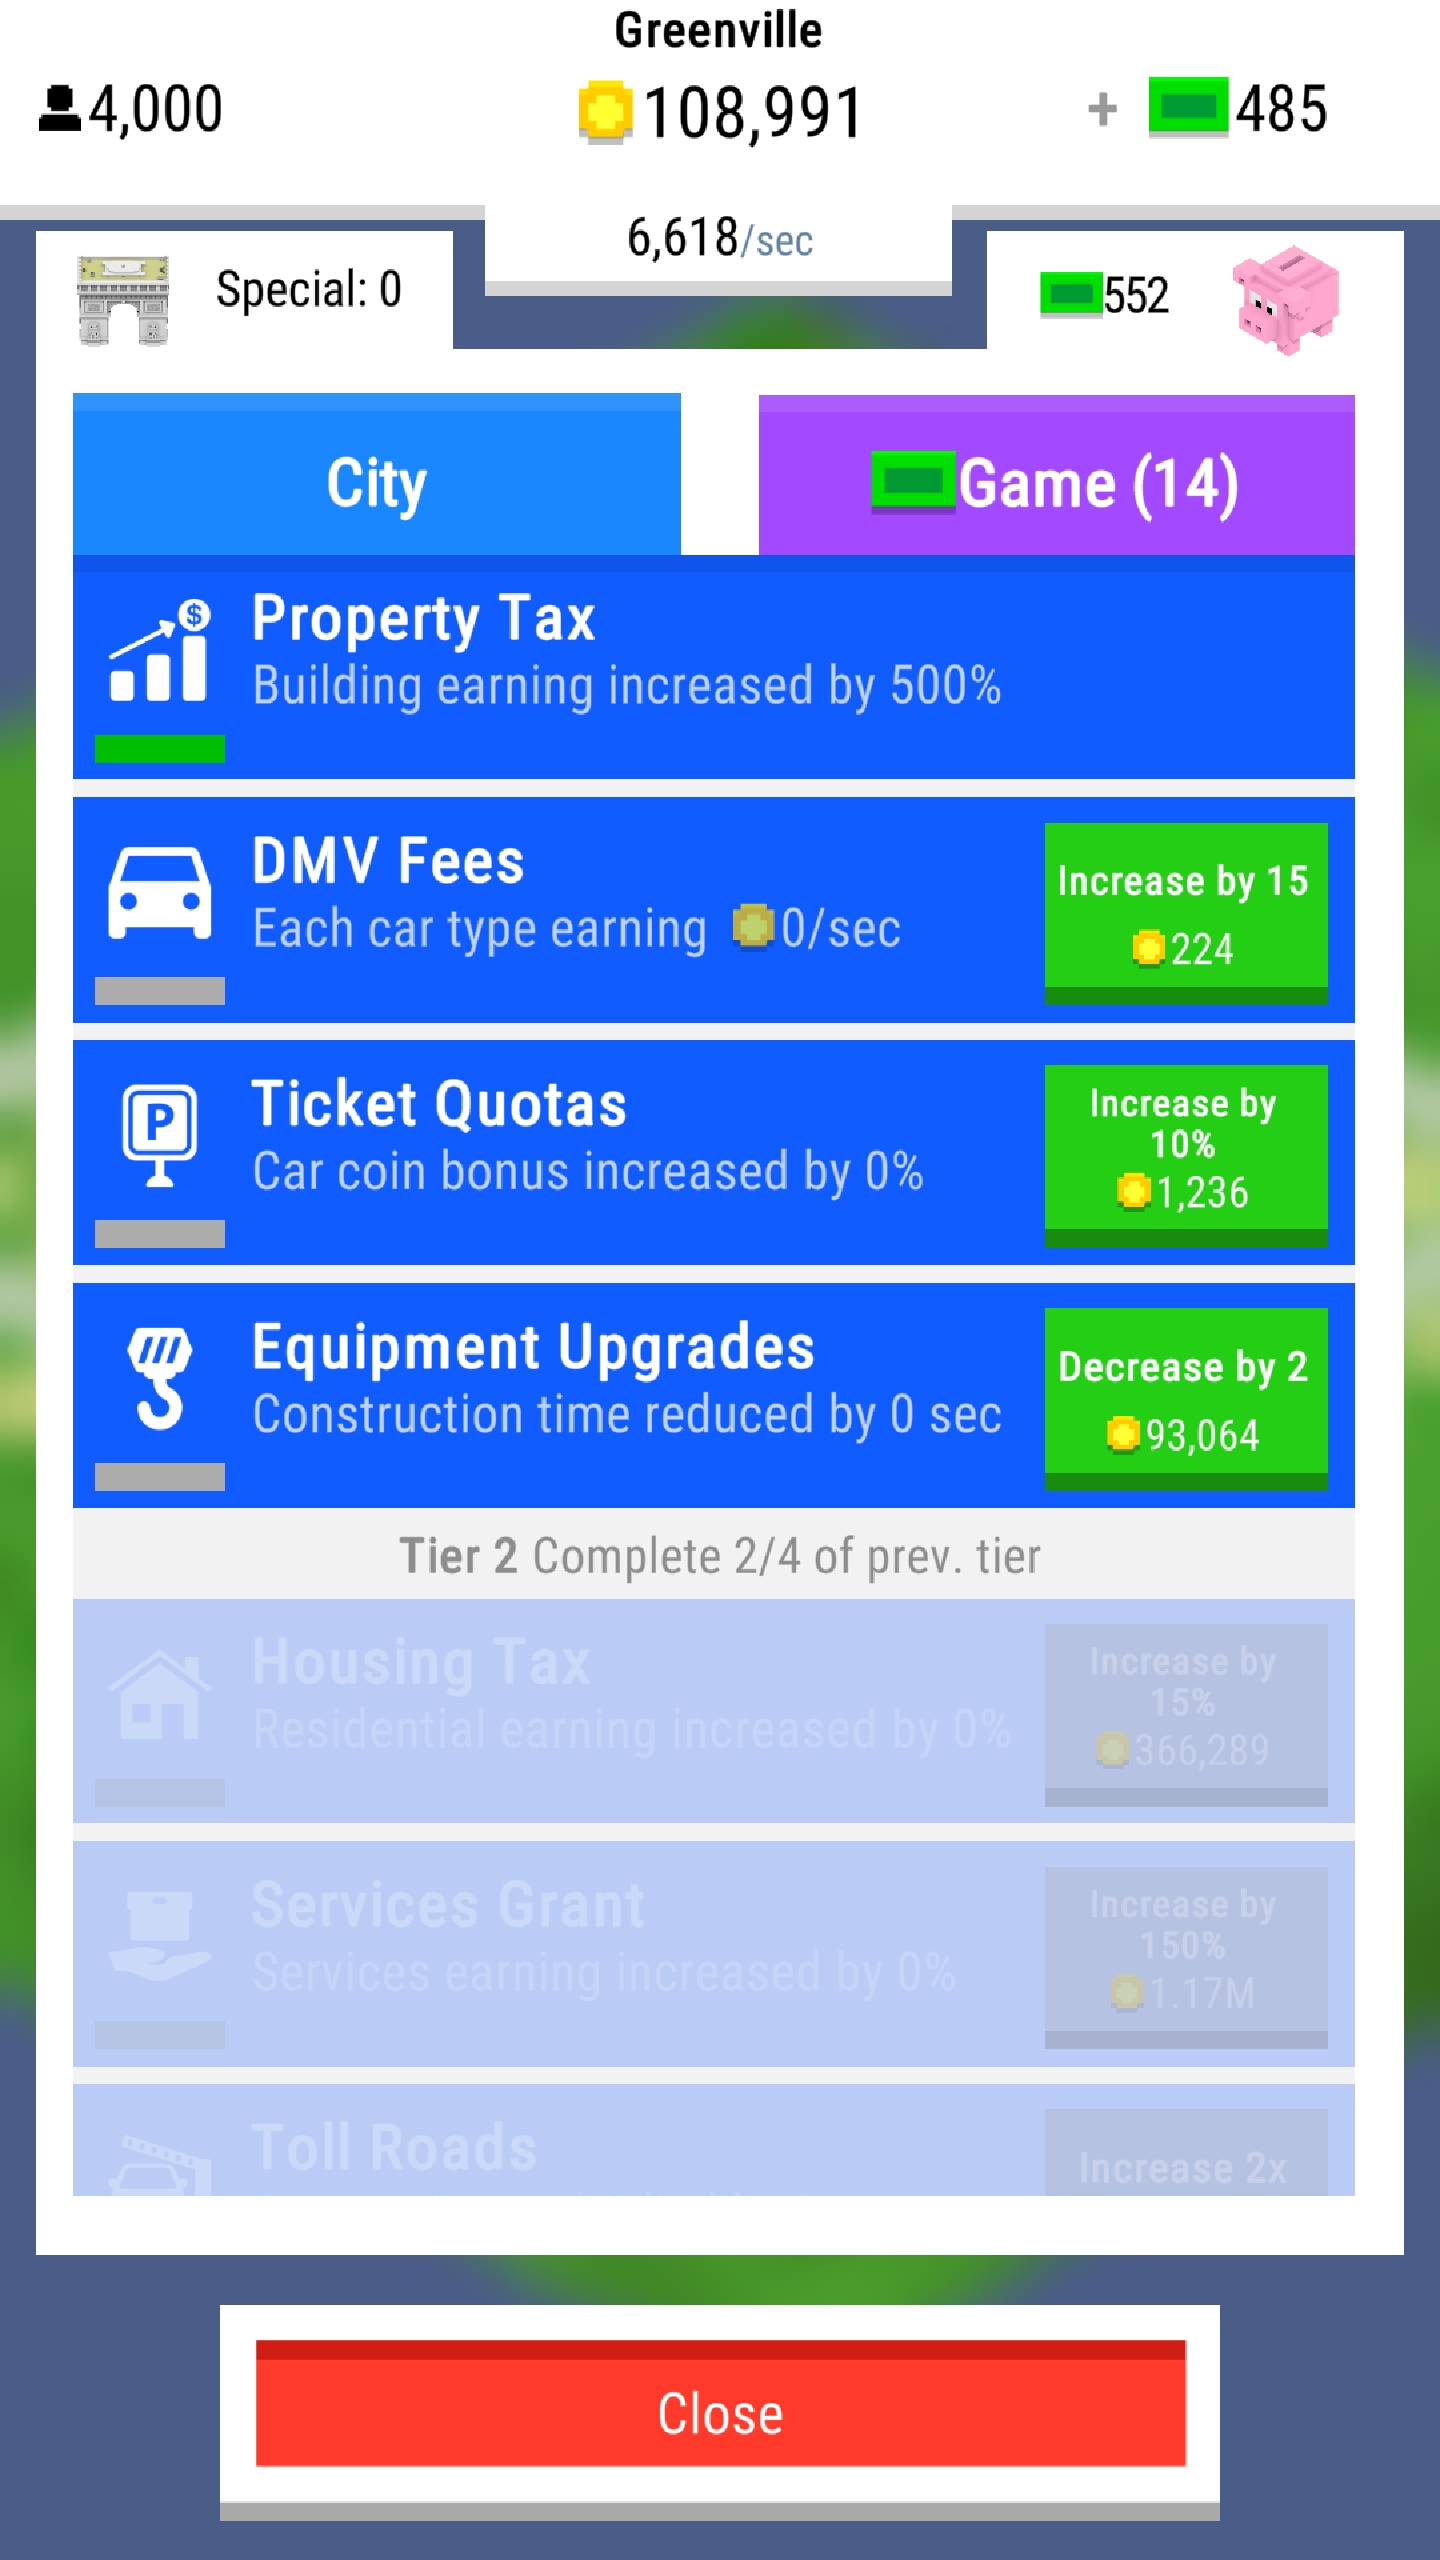 Greenville
4,000
108,991
+ 485
6,618/sec
Special: 0
552
City
Game (14)
$
Property Tax
Building earning increased by 500%
DMV Fees
Each car type earning 0/sec
Increase by 15
224
P
Ticket Quotas
Car coin bonus increased by 0%
Increase by
10%
1,236
Equipment Upgrades
Construction time reduced by 0 sec
Decrease by 2
93,064
Tier 2 Complete 2/4 of prev. tier
Housing Tax
Residential earning increased by 0%
Increase by
15%
366,289
Services Grant
Services earning increased by 0%
Increase by
150%
1.17M
Toll Roads
Increase 2x
Close